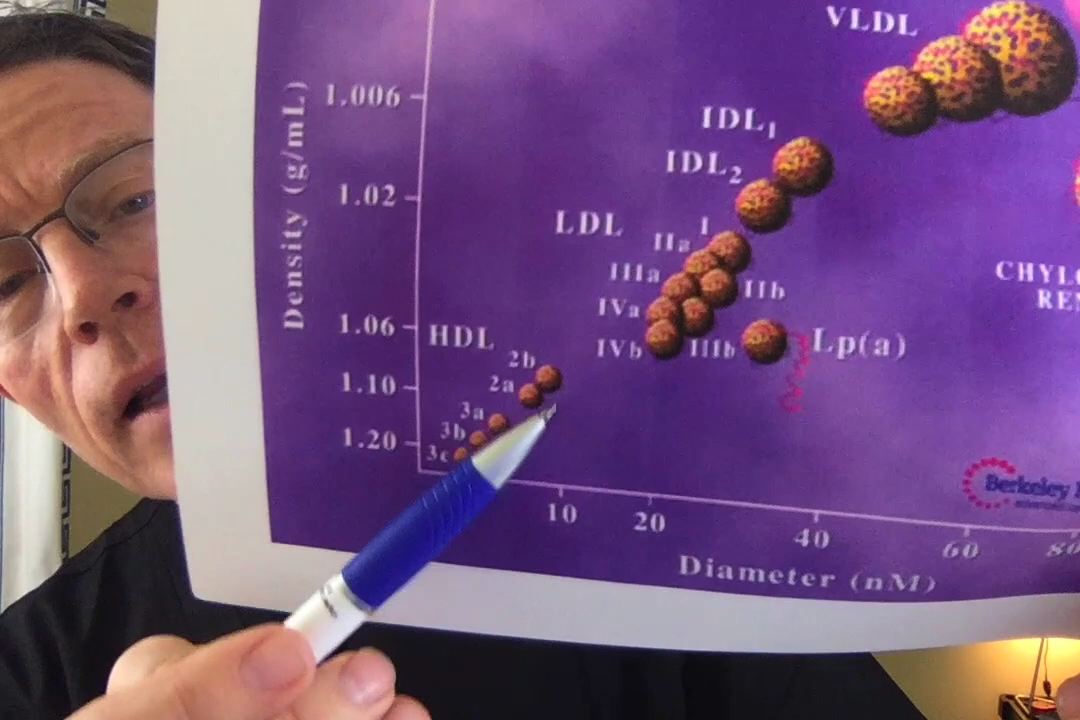 VLDL
Density (g/mL)
1.006
IDL1
IDL2
1.02
LDL
I
IIa
IIIa
IIb
IVa
IVb
IIIb
Lp(a)
CHYLO
REM
1.06
HDL
2b
2a
1.10
3a
3b
1.20
3c
Berkeley
10
20
40
60
80
Diameter (nM)